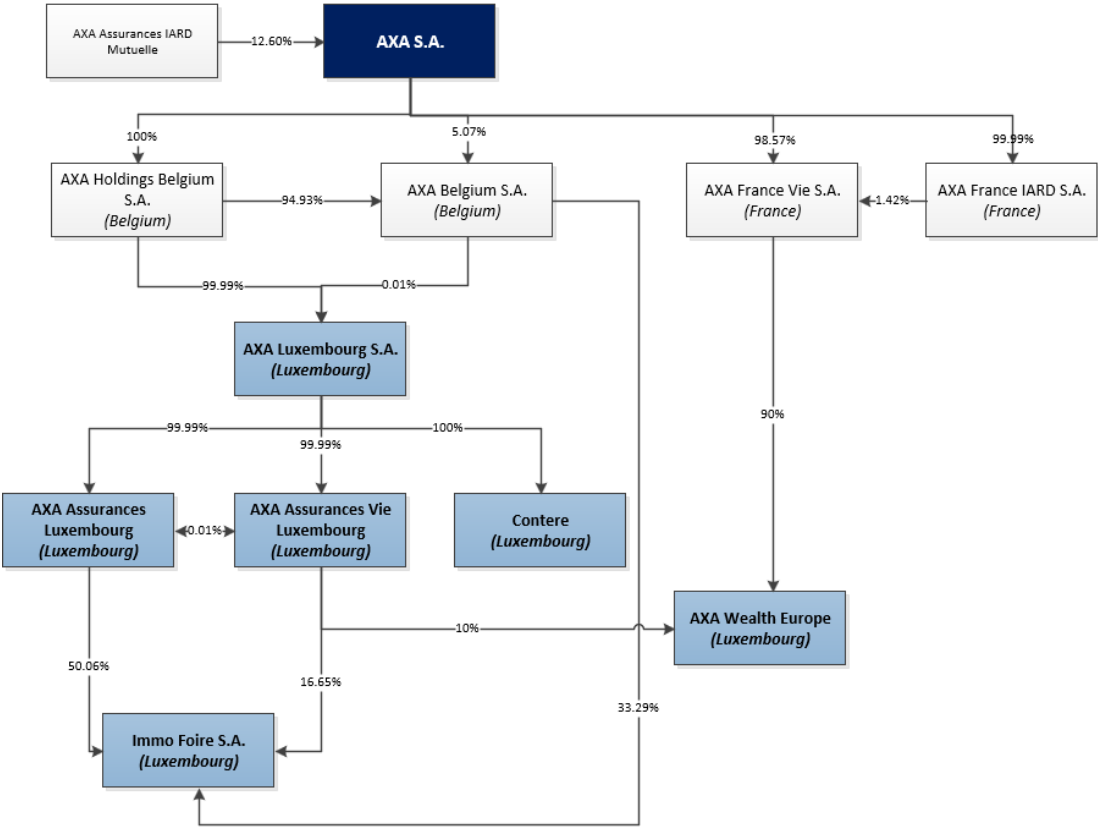 AXA Assurances IARD
Mutuelle
12.60%
AXA S.A.
100%
5.07%
98.57%
99.99%
AXA Holdings Belgium
S.A.
(Belgium)
94.93%
AXA Belgium S.A.
(Belgium)
AXA France Vie S.A.
(France)
1.42%
AXA France IARD S.A.
(France)
99.99%
0.01%
AXA Luxembourg S.A.
(Luxembourg)
99.99%
99.99%
100%
90%
AXA Assurances
Luxembourg
(Luxembourg)
0.01%
AXA Assurances Vie
Luxembourg
(Luxembourg)
Contere
(Luxembourg)
AXA Wealth Europe
(Luxembourg)
10%
50.06%
16.65%
33.29%
Immo Foire S.A.
(Luxembourg)